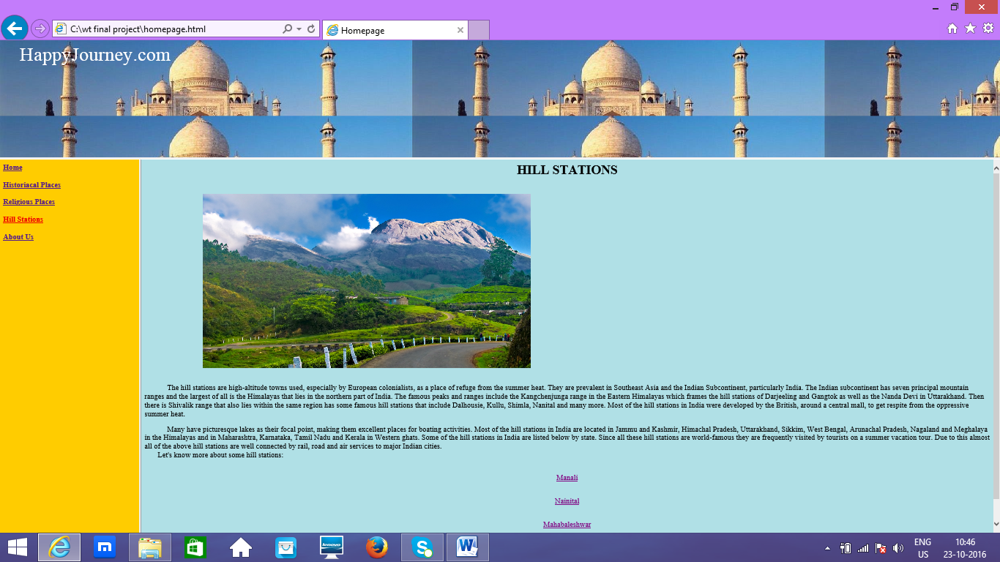 C:\wt final project\homepage.html
Homepage
HappyJourney.com
Home
Historiacal Places
Religious Places
Hill Stations
About Us
HILL STATIONS
The hill stations are high-altitude towns used, especially by European colonialists, as a place of refuge from the summer heat. They are prevalent in Southeast Asia and the Indian Subcontinent, particularly India. The Indian subcontinent has seven principal mountain
ranges and the largest of all is the Himalayas that lies in the northern part of India. The famous peaks and ranges include the Kangchenjunga range in the Eastern Himalayas which frames the hill stations of Darjeeling and Gangtok as well as the Nanda Devi in Uttarakhand. Then
there is Shivalik range that also lies within the same region has some famous hill stations that include Dalhousie, Kullu, Shimla, Nanital and many more. Most of the hill stations in India were developed by the British, around a central mall, to get respite from the oppressive
summer heat.
Many have picturesque lakes as their focal point, making them excellent places for boating activities. Most of the hill stations in India are located in Jammu and Kashmir, Himachal Pradesh, Uttarakhand, Sikkim, West Bengal, Arunachal Pradesh, Nagaland and Meghalaya
in the Himalayas and in Maharashtra, Karnataka, Tamil Nadu and Kerala in Western ghats. Some of the hill stations in India are listed below by state. Since all these hill stations are world-famous they are frequently visited by tourists on a summer vacation tour. Due to this almost
all of the above hill stations are well connected by rail, road and air services to major Indian cities.
Let's know more about some hill stations:
Manali
Nainital
Mahabaleshwar
lenovo
ENG
US
10:46
23-10-2016